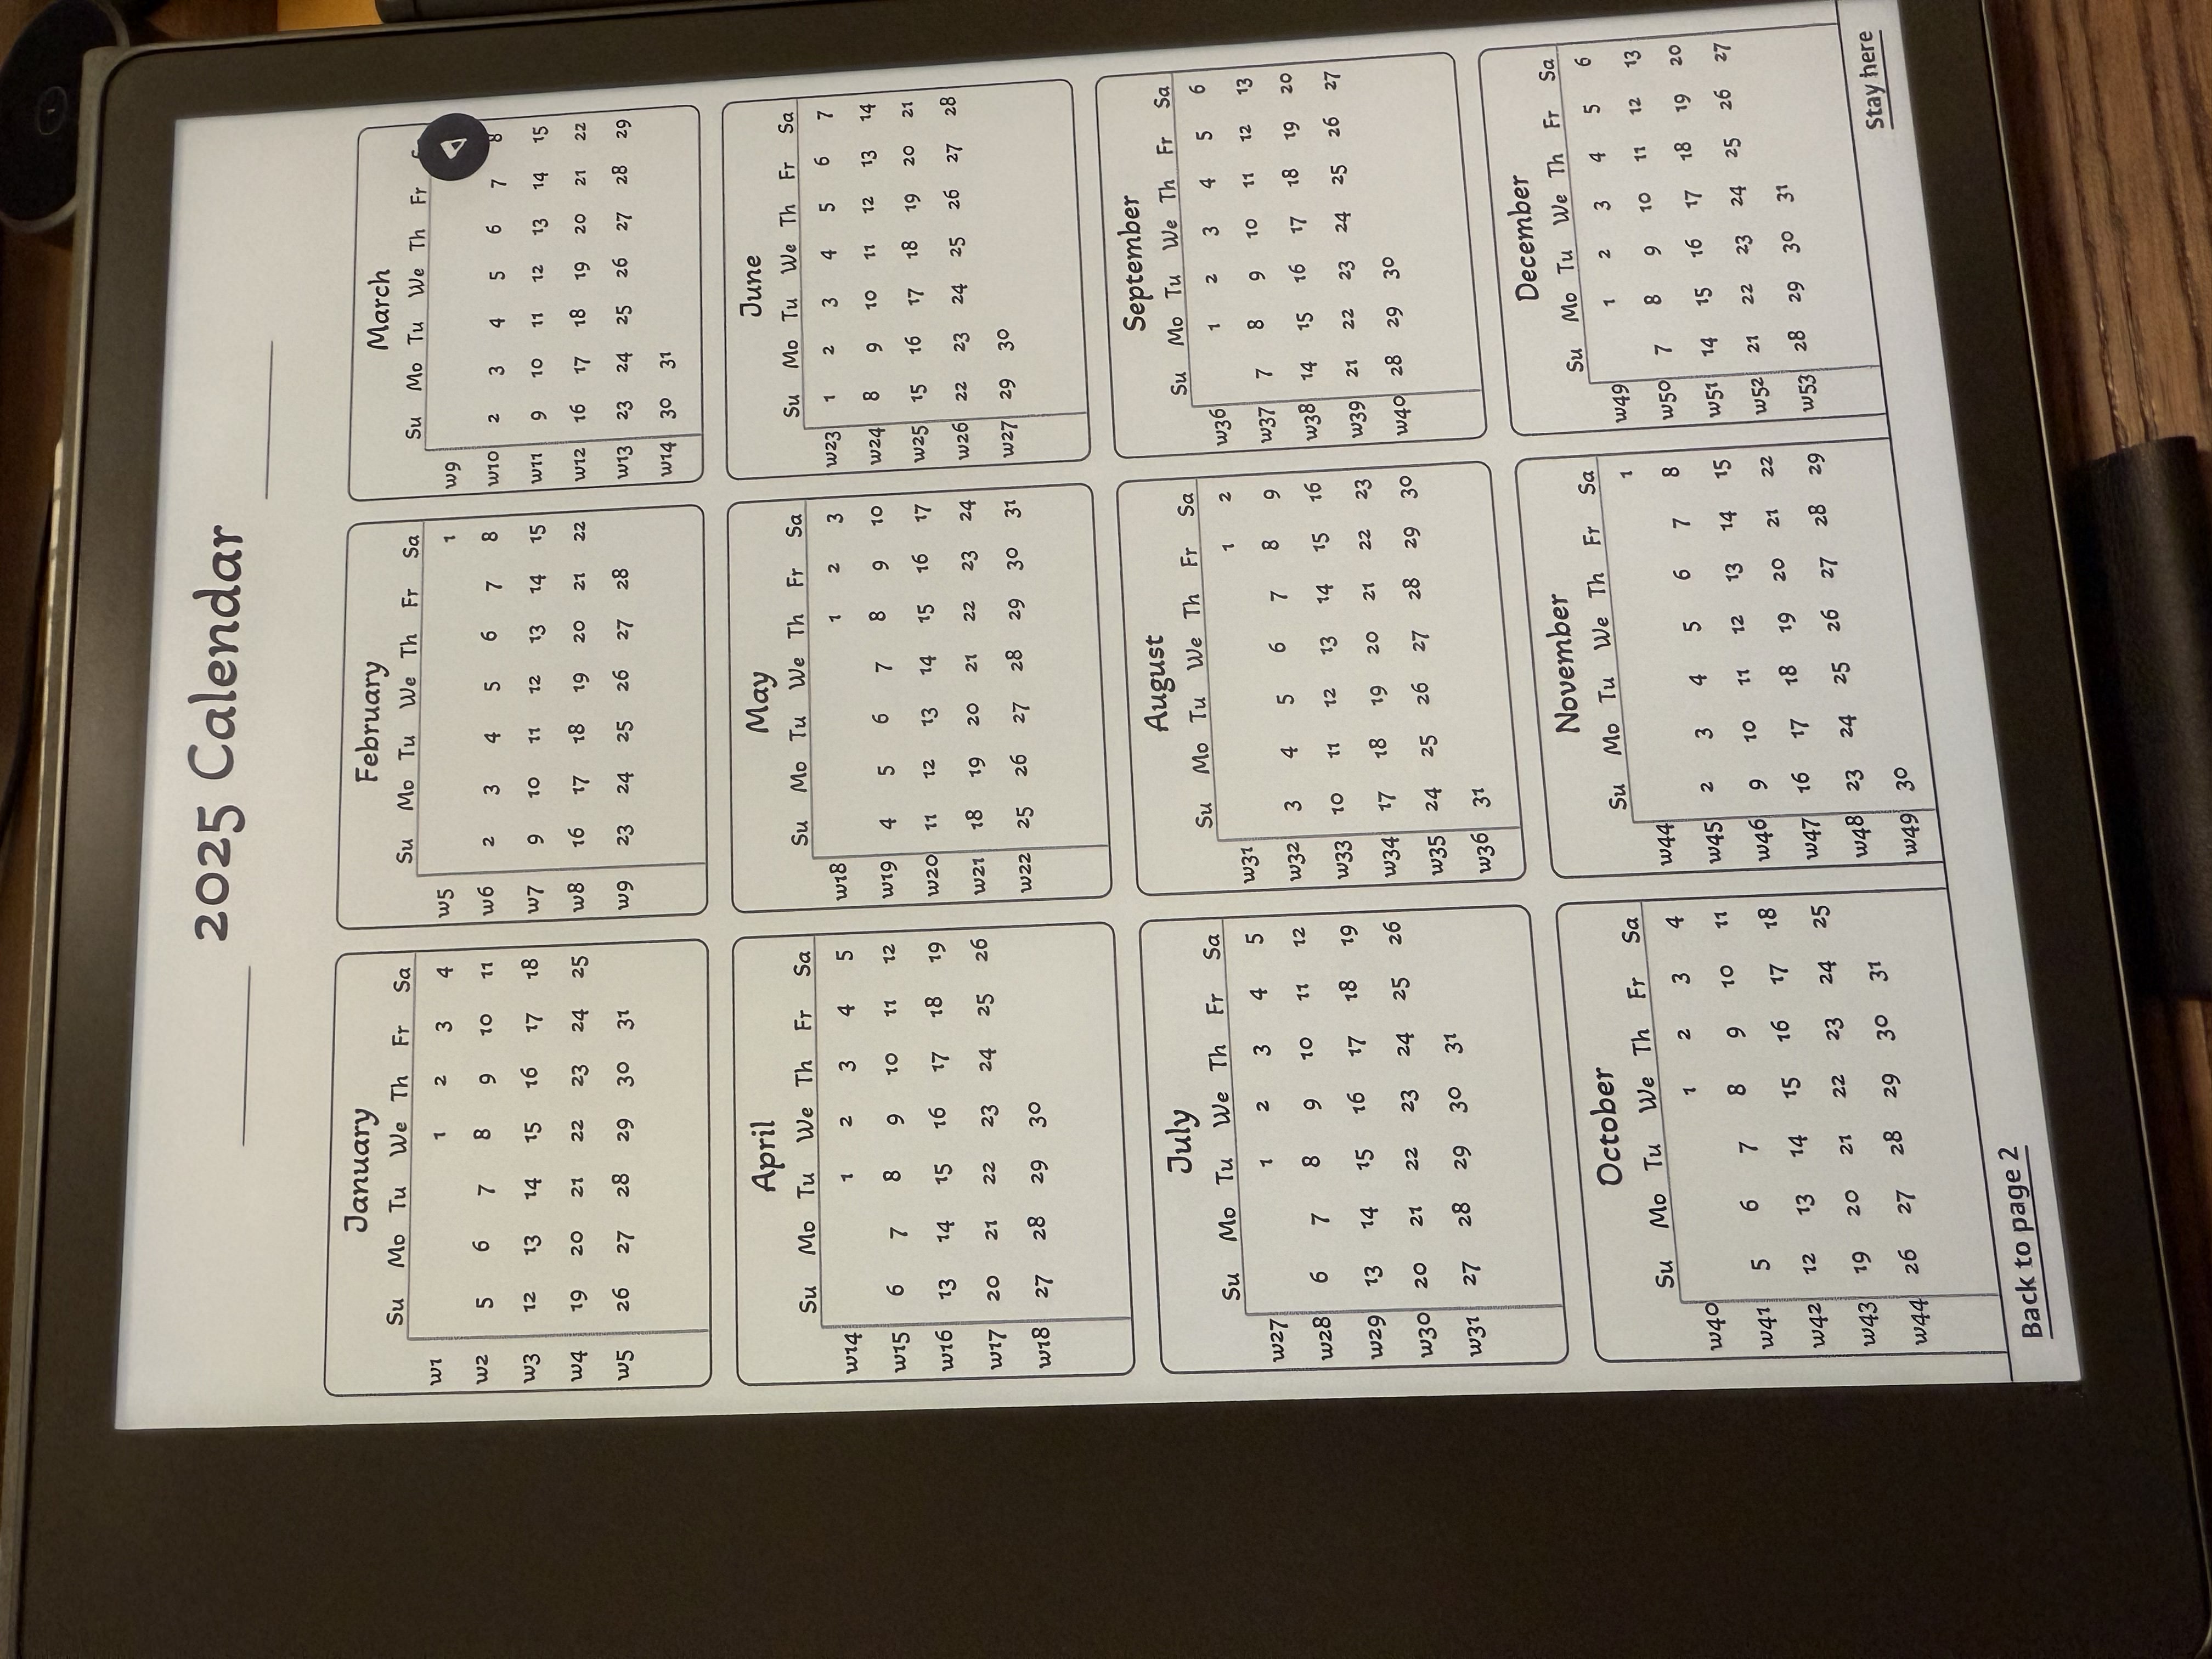 2025 Calendar
January
Su Mo Tu We Th Fr Sa
w1 1 2 3 4
w2 5 6 7 8 9 10 11
w3 12 13 14 15 16 17 18
w4 19 20 21 22 23 24 25
w5 26 27 28 29 30 31
February
Su Mo Tu We Th Fr Sa
w5 1
w6 2 3 4 5 6 7 8
w7 9 10 11 12 13 14 15
w8 16 17 18 19 20 21 22
w9 23 24 25 26 27 28
March
Su Mo Tu We Th Fr
w9
w10 2 3 4 5 6 7 8
w11 9 10 11 12 13 14 15
w12 16 17 18 19 20 21 22
w13 23 24 25 26 27 28 29
w14 30 31
April
Su Mo Tu We Th Fr Sa
w14 1 2 3 4 5
w15 6 7 8 9 10 11 12
w16 13 14 15 16 17 18 19
w17 20 21 22 23 24 25 26
w18 27 28 29 30
May
Su Mo Tu We Th Fr Sa
w18 1 2 3
w19 4 5 6 7 8 9 10
w20 11 12 13 14 15 16 17
w21 18 19 20 21 22 23 24
w22 25 26 27 28 29 30 31
June
Su Mo Tu We Th Fr Sa
w23 1 2 3 4 5 6 7
w24 8 9 10 11 12 13 14
w25 15 16 17 18 19 20 21
w26 22 23 24 25 26 27 28
w27 29 30
July
Su Mo Tu We Th Fr Sa
w27 1 2 3 4 5
w28 6 7 8 9 10 11 12
w29 13 14 15 16 17 18 19
w30 20 21 22 23 24 25 26
w31 27 28 29 30 31
August
Su Mo Tu We Th Fr Sa
w31 1 2
w32 3 4 5 6 7 8 9
w33 10 11 12 13 14 15 16
w34 17 18 19 20 21 22 23
w35 24 25 26 27 28 29 30
w36 31
September
Su Mo Tu We Th Fr Sa
w36 1 2 3 4 5 6
w37 7 8 9 10 11 12 13
w38 14 15 16 17 18 19 20
w39 21 22 23 24 25 26 27
w40 28 29 30
October
Su Mo Tu We Th Fr Sa
w40 1 2 3 4
w41 5 6 7 8 9 10 11
w42 12 13 14 15 16 17 18
w43 19 20 21 22 23 24 25
w44 26 27 28 29 30 31
November
Su Mo Tu We Th Fr Sa
w44 1
w45 2 3 4 5 6 7 8
w46 9 10 11 12 13 14 15
w47 16 17 18 19 20 21 22
w48 23 24 25 26 27 28 29
w49 30
December
Su Mo Tu We Th Fr Sa
w49 1 2 3 4 5 6
w50 7 8 9 10 11 12 13
w51 14 15 16 17 18 19 20
w52 21 22 23 24 25 26 27
w53 28 29 30 31
Back to page 2
Stay here